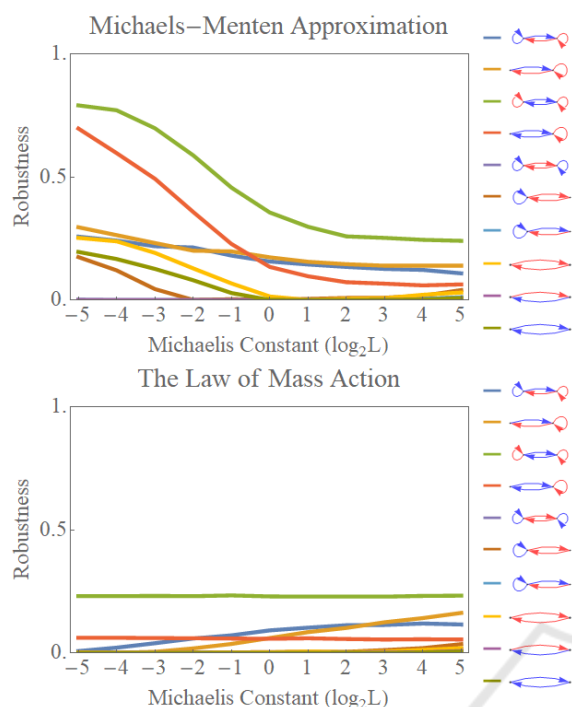 Michaels−Menten Approximation
1.
0.5
0.
Robustness
−5 −4 −3 −2 −1 0 1 2 3 4 5
Michaelis Constant (log2L)
The Law of Mass Action
1.
0.5
0.
Robustness
−5 −4 −3 −2 −1 0 1 2 3 4 5
Michaelis Constant (log2L)